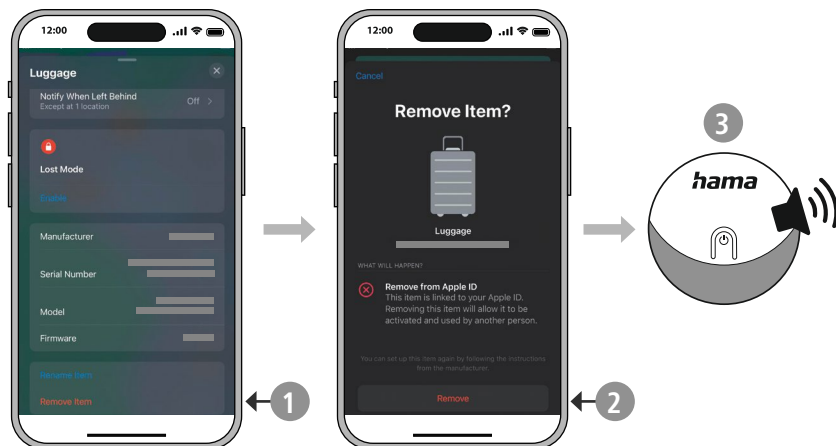 12:00
Luggage
Notify When Left Behind
Except at 1 location
Off
Lost Mode
Enable
Manufacturer
Serial Number
Model
Firmware
Rename Item
Remove Item
1
12:00
Cancel
Remove Item?
Luggage
WHAT WILL HAPPEN?
Remove from Apple ID
This item is linked to your Apple ID.
Removing this item will allow it to be
activated and used by another person.
You can set up this item again by following the instructions
from the manufacturer.
Remove
2
3
hama